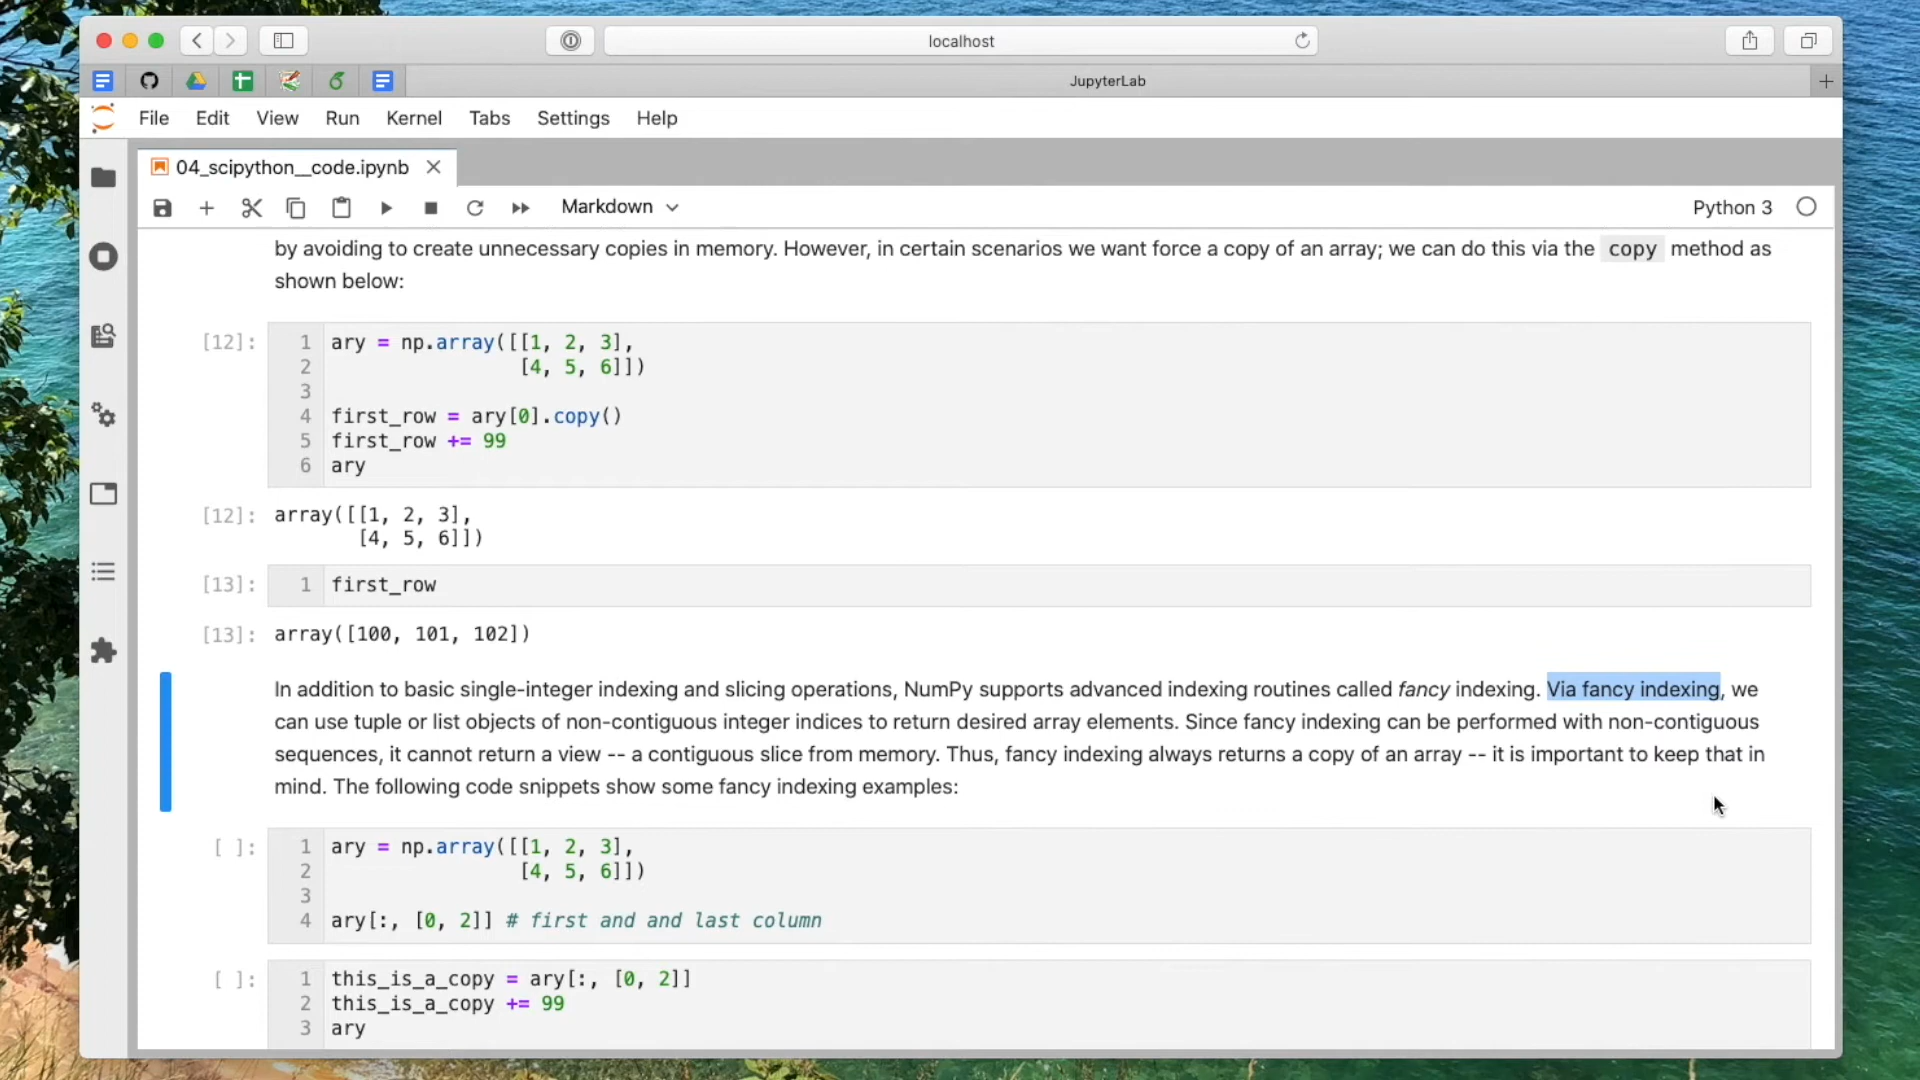 localhost
JupyterLab
File Edit View Run Kernel Tabs Settings Help
04_scipython__code.ipynb
Markdown Python 3
by avoiding to create unnecessary copies in memory. However, in certain scenarios we want force a copy of an array; we can do this via the copy method as
shown below:
[12]: 1 ary = np.array([[1, 2, 3],
2 [4, 5, 6]])
3
4 first_row = ary[0].copy()
5 first_row += 99
6 ary
[12]: array([[1, 2, 3],
[4, 5, 6]])
[13]: 1 first_row
[13]: array([100, 101, 102])
In addition to basic single-integer indexing and slicing operations, NumPy supports advanced indexing routines called fancy indexing. Via fancy indexing, we
can use tuple or list objects of non-contiguous integer indices to return desired array elements. Since fancy indexing can be performed with non-contiguous
sequences, it cannot return a view -- a contiguous slice from memory. Thus, fancy indexing always returns a copy of an array -- it is important to keep that in
mind. The following code snippets show some fancy indexing examples:
[ ]: 1 ary = np.array([[1, 2, 3],
2 [4, 5, 6]])
3
4 ary[:, [0, 2]] # first and and last column
[ ]: 1 this_is_a_copy = ary[:, [0, 2]]
2 this_is_a_copy += 99
3 ary